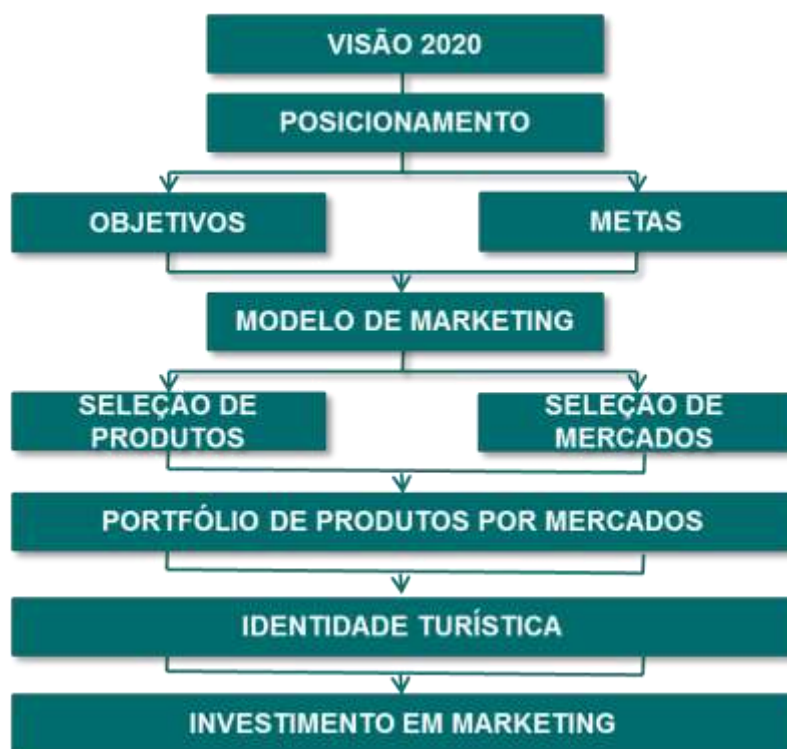 VISÃO 2020
POSICIONAMENTO
OBJETIVOS
METAS
MODELO DE MARKETING
SELEÇÃO DE
PRODUTOS
SELEÇÃO DE
MERCADOS
PORTFÓLIO DE PRODUTOS POR MERCADOS
IDENTIDADE TURÍSTICA
INVESTIMENTO EM MARKETING